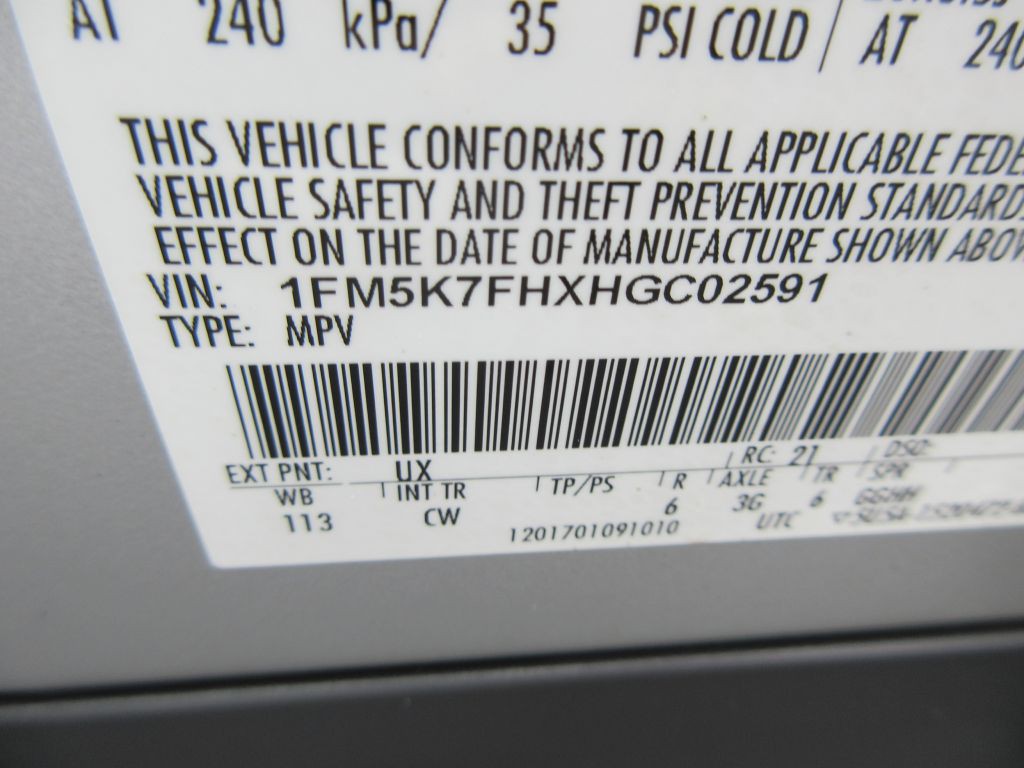 AT 240 kPa/ 35 PSI COLD / AT 240
THIS VEHICLE CONFORMS TO ALL APPLICABLE FEDE
VEHICLE SAFETY AND THEFT PREVENTION STANDARDS
EFFECT ON THE DATE OF MANUFACTURE SHOWN ABOV
VIN: 1FM5K7FHXHGC02591
TYPE: MPV
EXT PNT: UX RC: 21 DSO:
WB INT TR TP/PS R AXLE TR SPR
113 CW 6 3G 6 GGHH
1201701091010 UTC